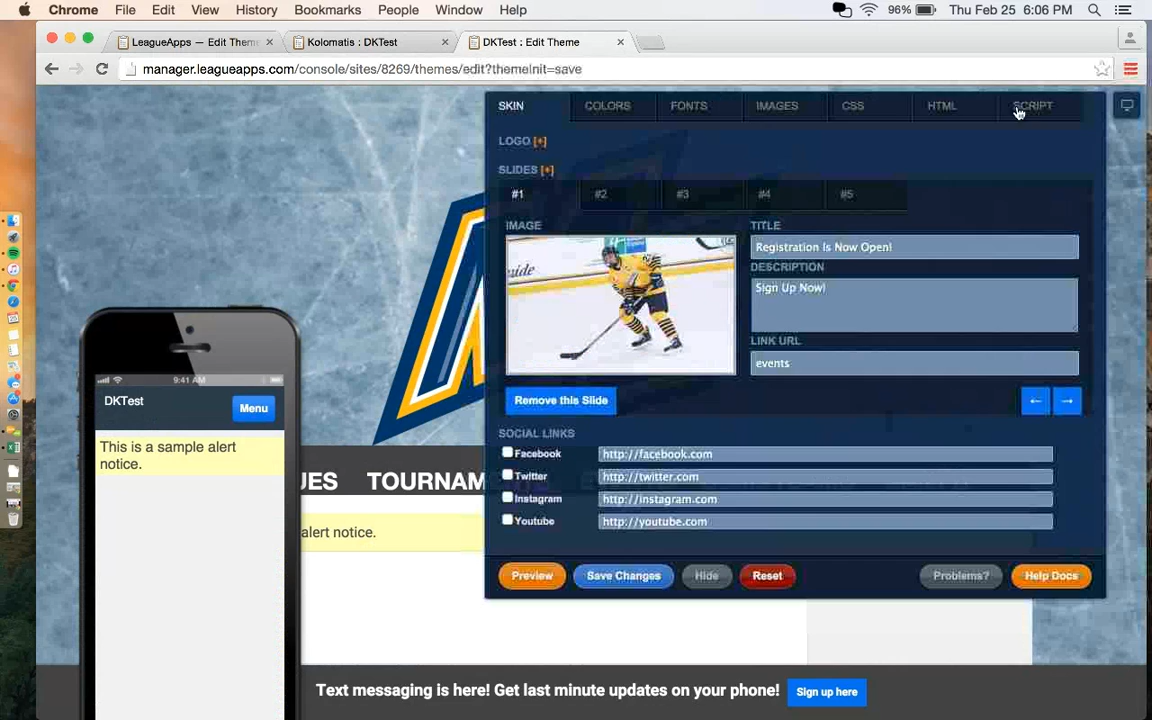 Chrome File Edit View History Bookmarks People Window Help 96% Thu Feb 25 6:06 PM
LeagueApps — Edit Them Kolomatis : DKTest DKTest : Edit Theme
manager.leagueapps.com/console/sites/8269/themes/edit?themeInit=save
SKIN COLORS FONTS IMAGES CSS HTML SCRIPT
LOGO [+]
SLIDES [+]
#1 #2 #3 #4 #5
IMAGE
TITLE
Registration Is Now Open!
DESCRIPTION
Sign Up Now!
LINK URL
events
Remove this Slide ← →
SOCIAL LINKS
Facebook http://facebook.com
Twitter http://twitter.com
Instagram http://instagram.com
Youtube http://youtube.com
Preview Save Changes Hide Reset Problems? Help Docs
9:41 AM
DKTest Menu
This is a sample alert
notice.
UES TOURNAM
alert notice.
Text messaging is here! Get last minute updates on your phone! Sign up here